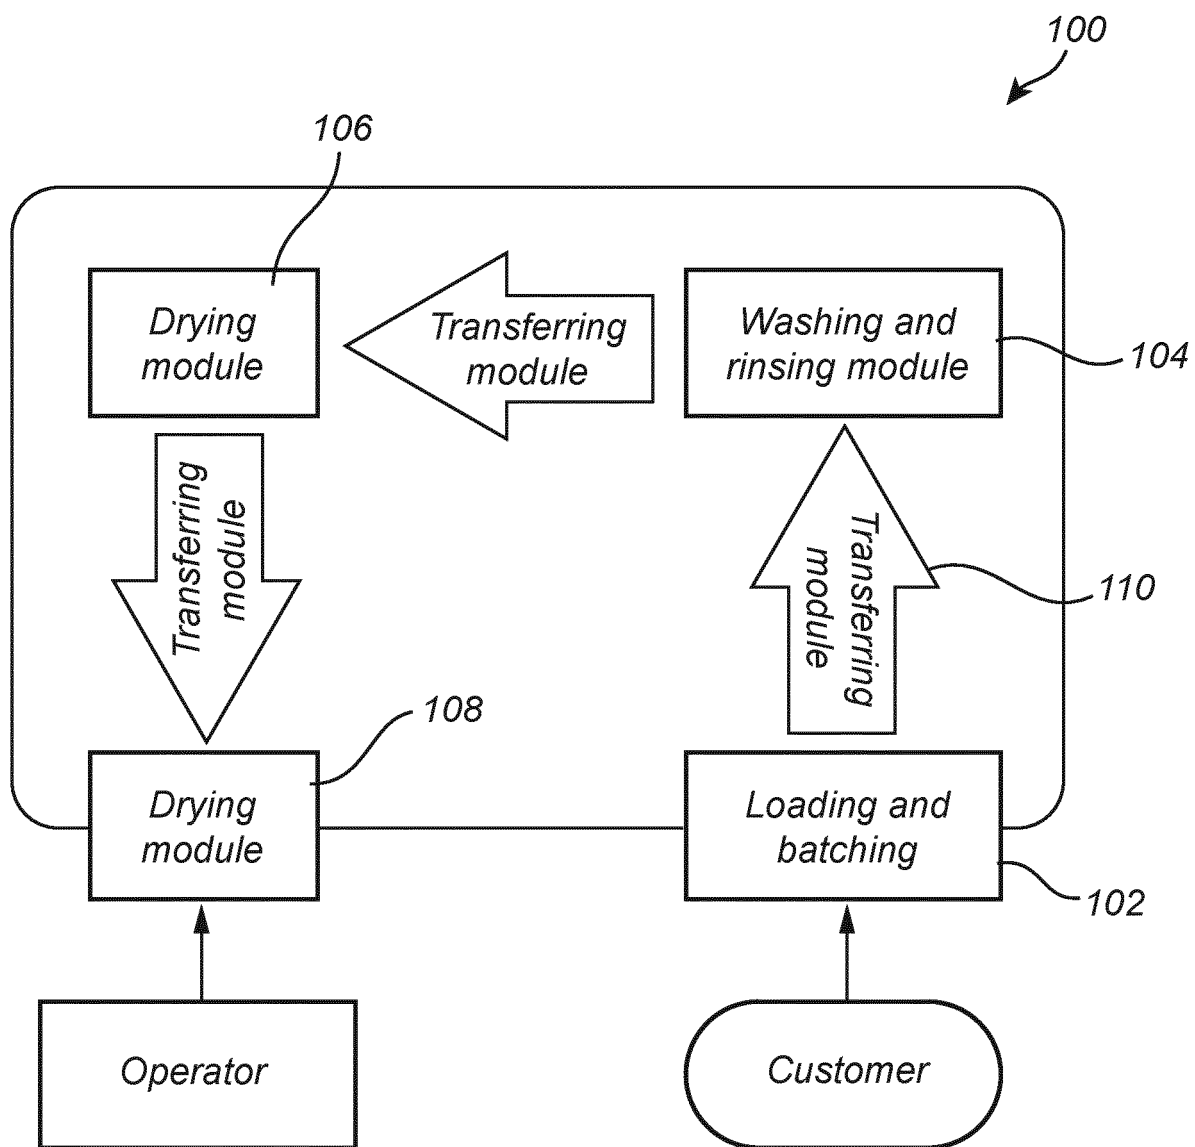 100
106
Drying
module
Transferring
module
Washing and
rinsing module
104
Transferring
module
Transferring
module
110
108
Drying
module
Loading and
batching
102
Operator
Customer